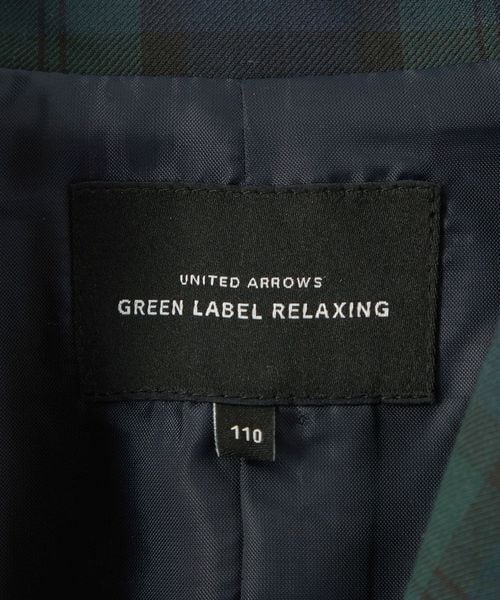 UNITED ARROWS
GREEN LABEL RELAXING
110